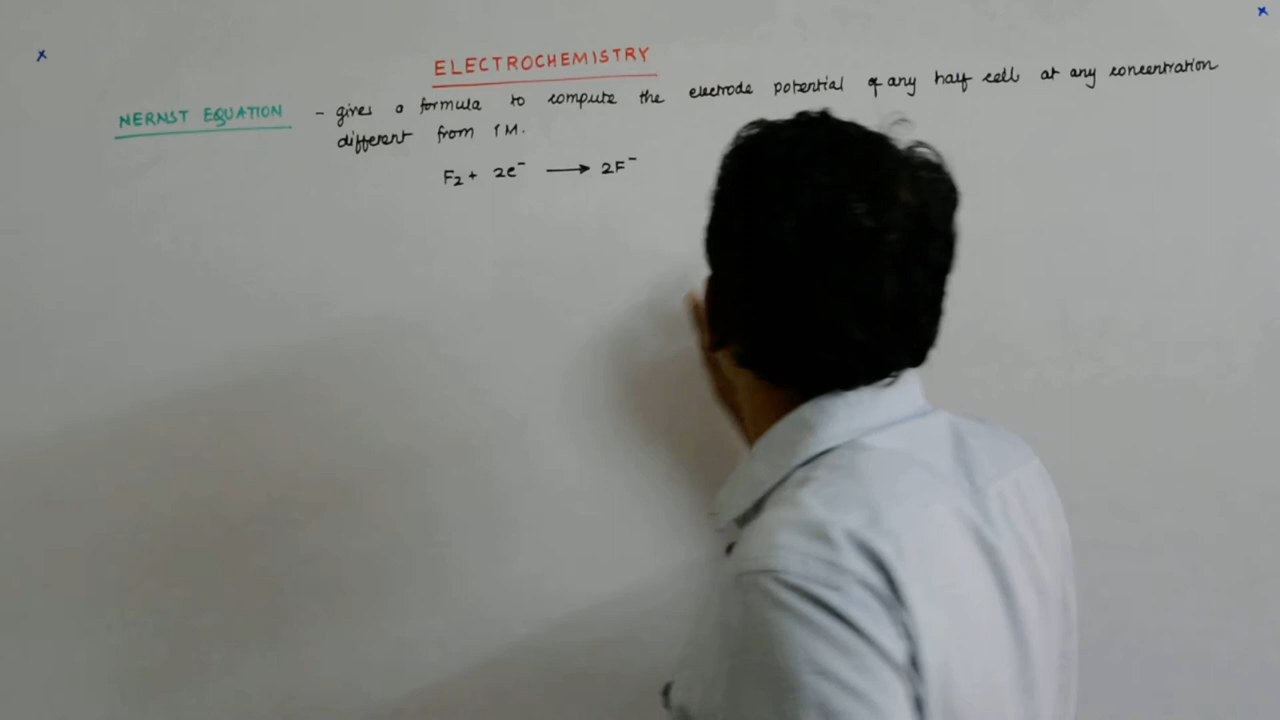 ELECTROCHEMISTRY
NERNST EQUATION - gives a formula to compute the electrode potential of any half cell at any concentration
different from 1 M.
F₂ + 2e⁻ ⟶ 2F⁻